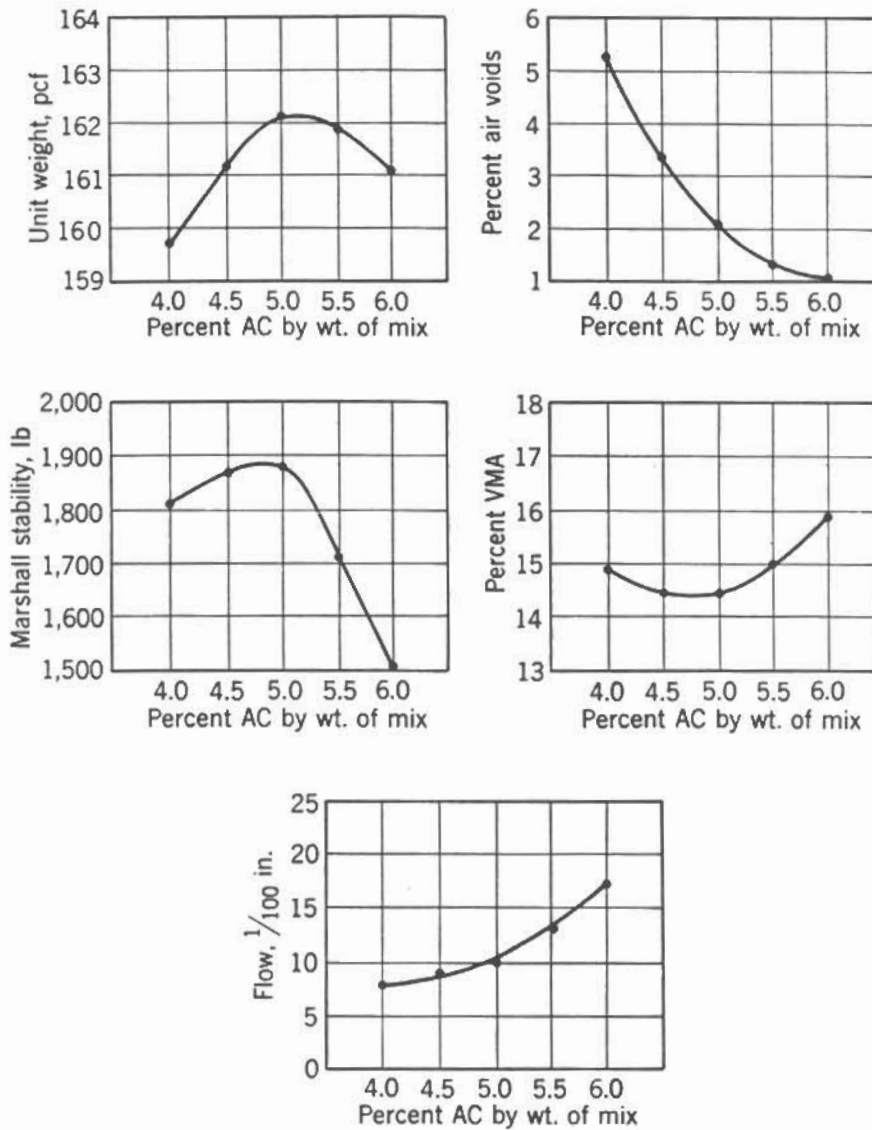 Unit weight, pcf
164
163
162
161
160
159
4.0 4.5 5.0 5.5 6.0
Percent AC by wt. of mix
Percent air voids
6
5
4
3
2
1
4.0 4.5 5.0 5.5 6.0
Percent AC by wt. of mix
Marshall stability, lb
2,000
1,900
1,800
1,700
1,600
1,500
4.0 4.5 5.0 5.5 6.0
Percent AC by wt. of mix
Percent VMA
18
17
16
15
14
13
4.0 4.5 5.0 5.5 6.0
Percent AC by wt. of mix
Flow, 1/100 in.
25
20
15
10
5
0
4.0 4.5 5.0 5.5 6.0
Percent AC by wt. of mix